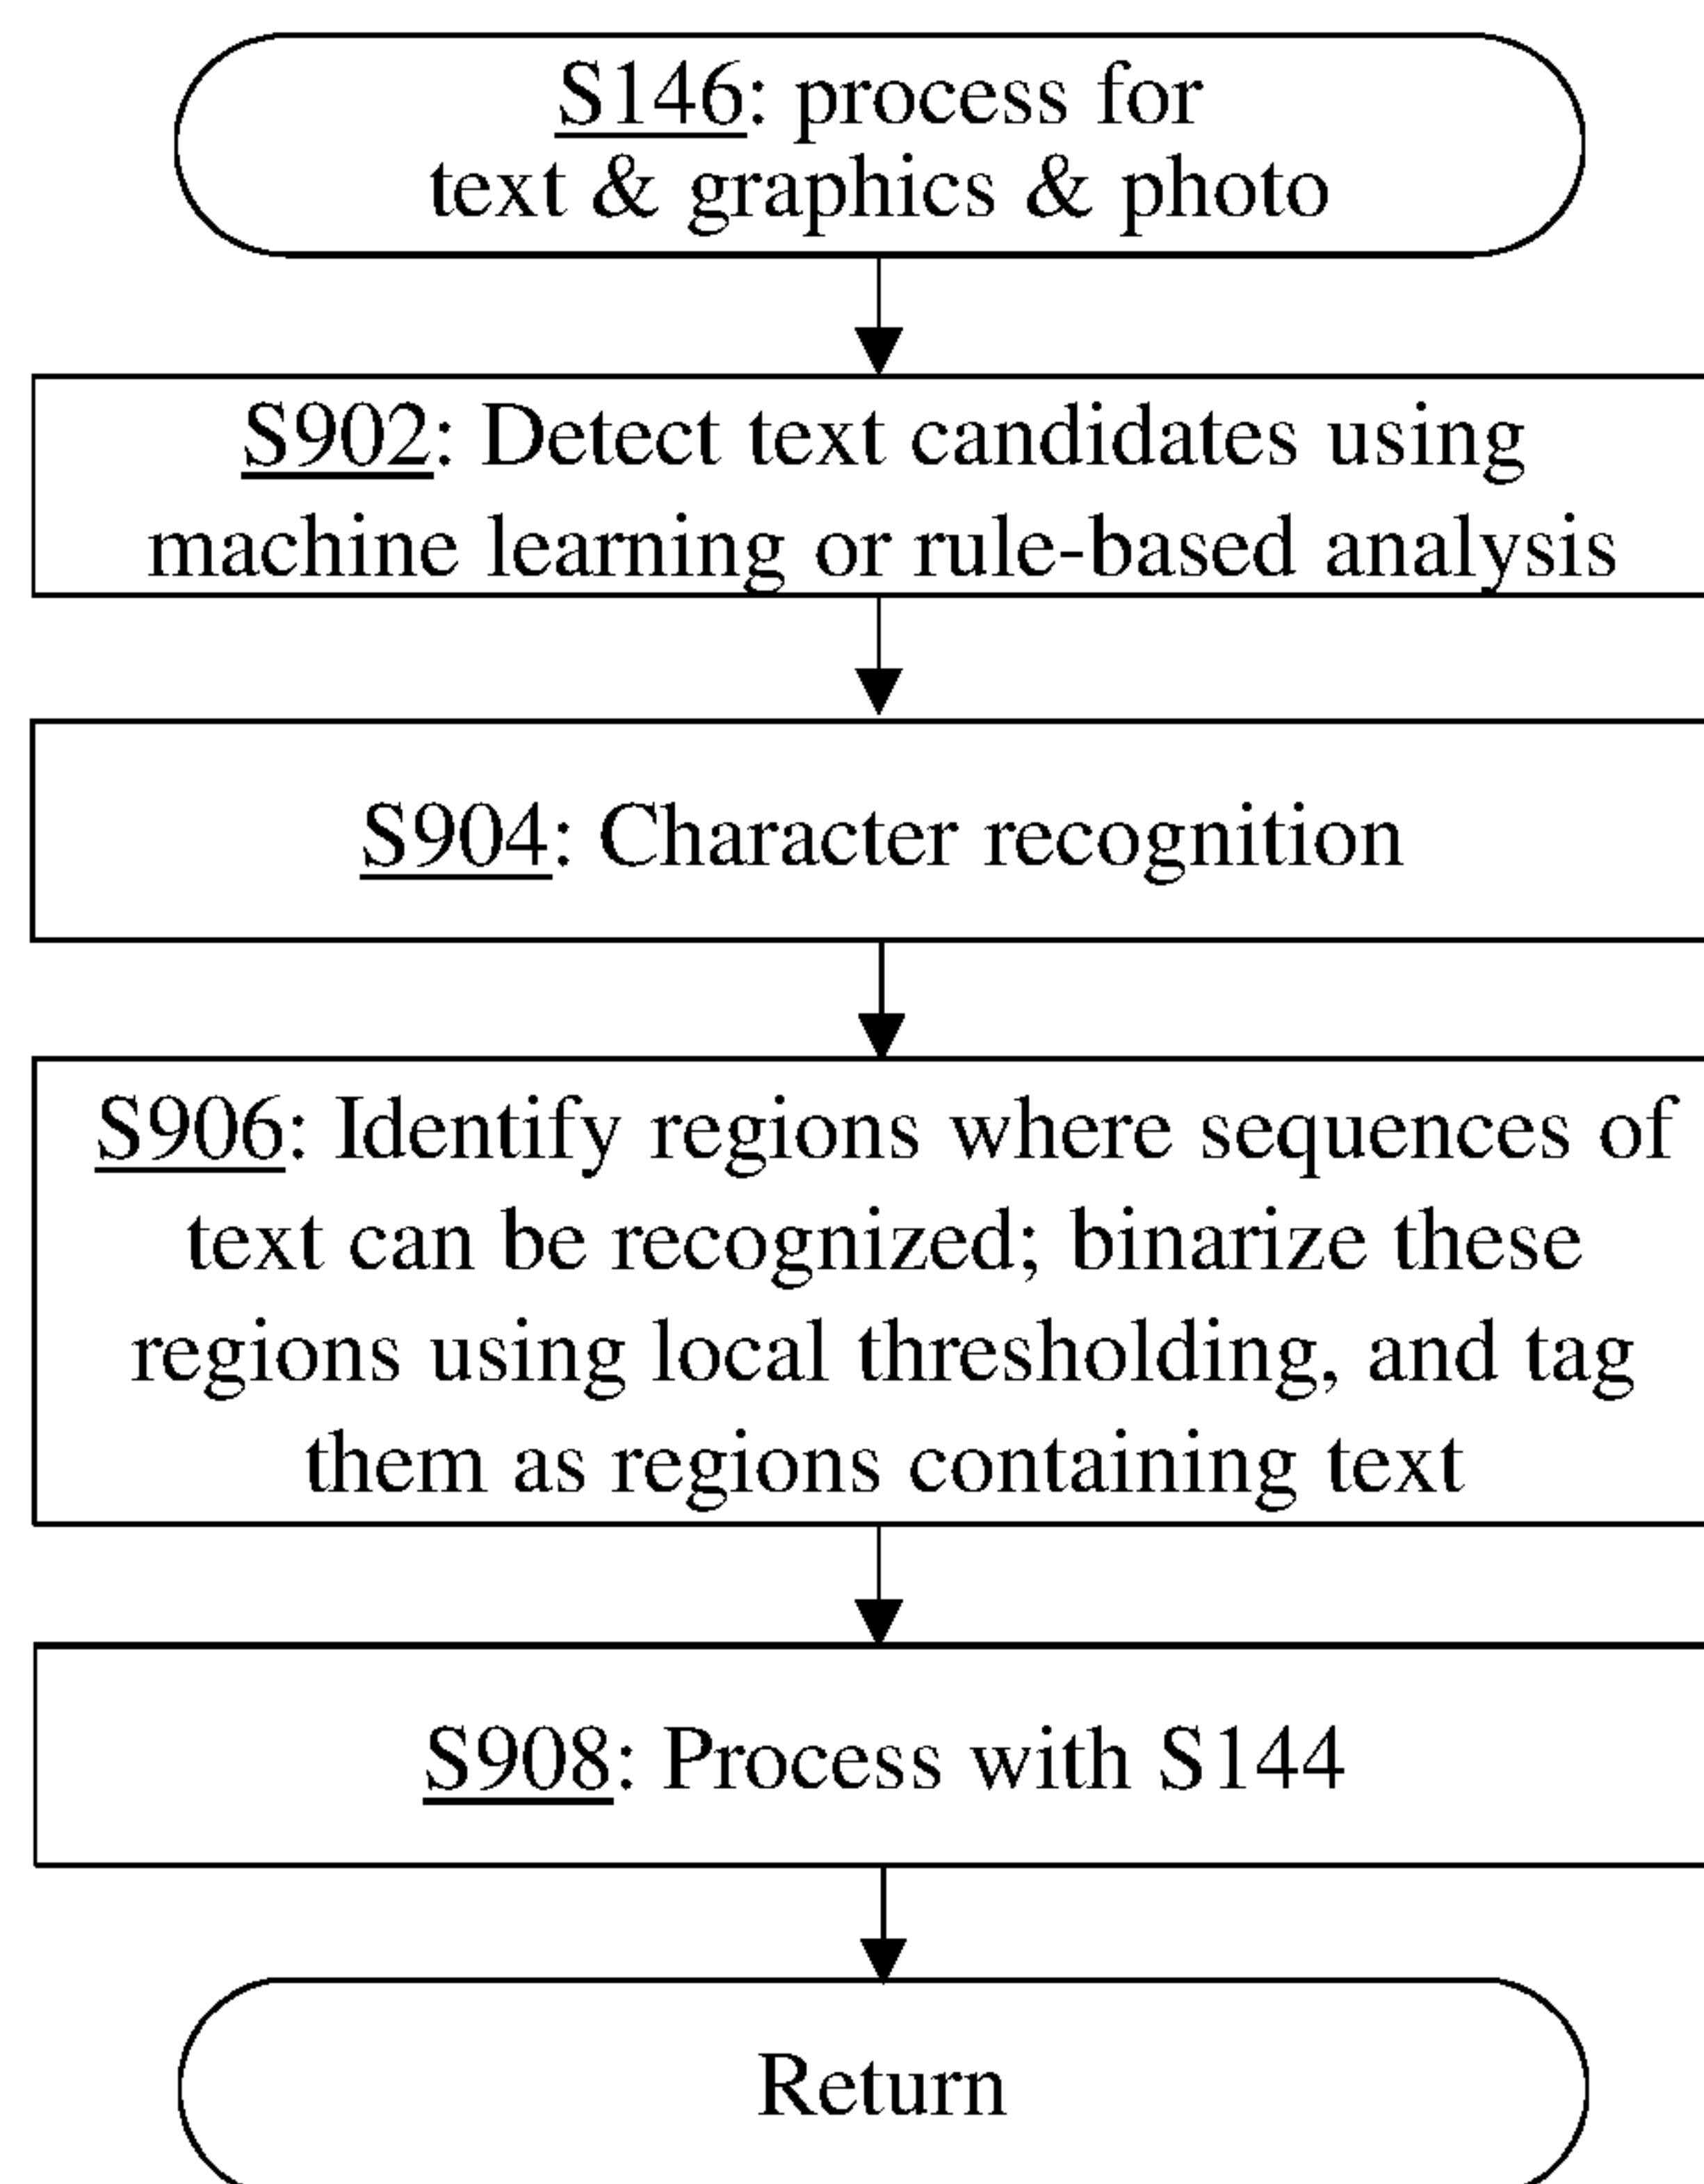 S146: process for
text & graphics & photo
S902: Detect text candidates using
machine learning or rule-based analysis
S904: Character recognition
S906: Identify regions where sequences of
text can be recognized; binarize these
regions using local thresholding, and tag
them as regions containing text
S908: Process with S144
Return